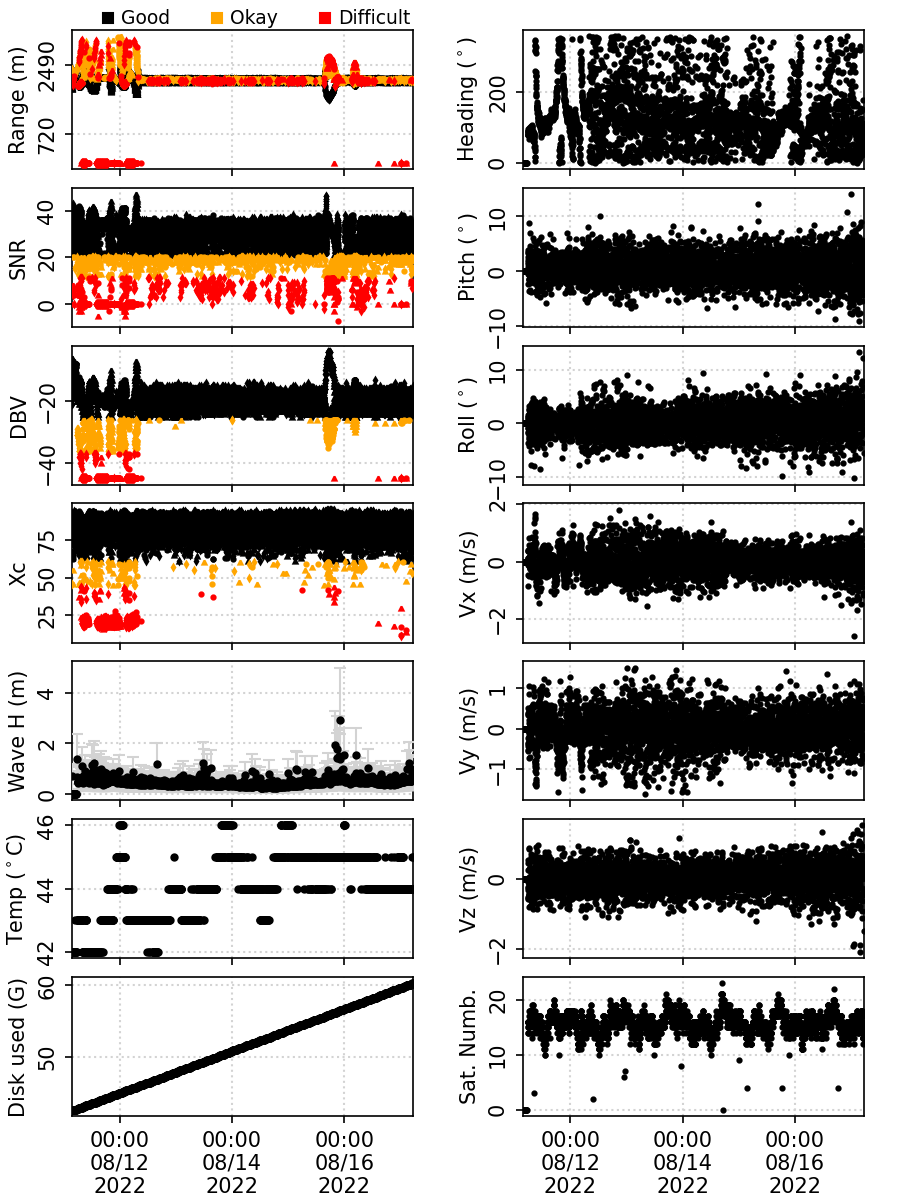 Good Okay Difficult
Range (m)
2490
720
Heading (°)
200
0
SNR
40
20
0
Pitch (°)
10
0
−10
DBV
−20
−40
Roll (°)
10
0
−10
Xc
75
50
25
Vx (m/s)
2
0
−2
Wave H (m)
4
2
0
Vy (m/s)
1
0
−1
Temp (°C)
46
44
42
Vz (m/s)
0
−2
Disk used (G)
60
50
Sat. Numb.
20
10
0
00:00 00:00 00:00
08/12 08/14 08/16
2022 2022 2022
00:00 00:00 00:00
08/12 08/14 08/16
2022 2022 2022